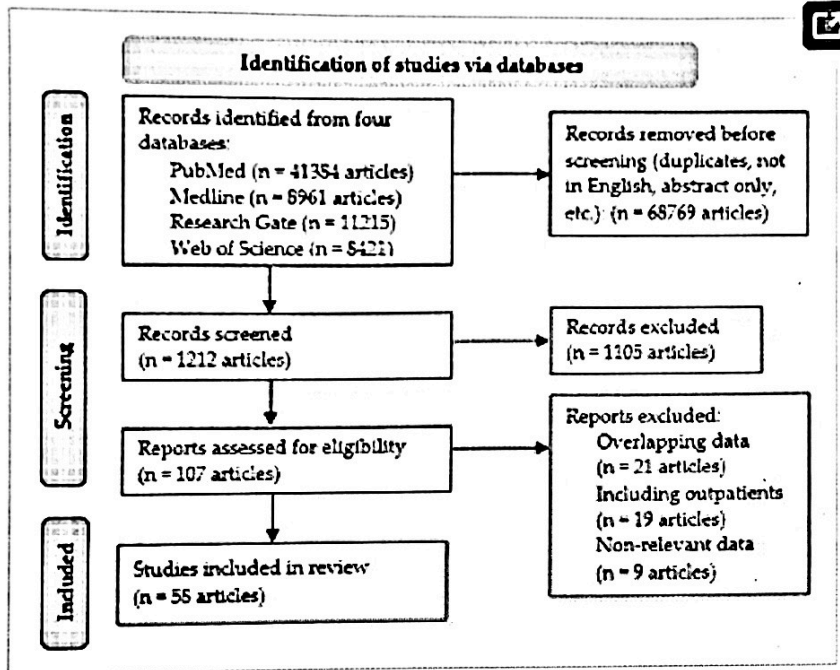 Identification of studies via databases
Identification
Records identified from four
databases:
PubMed (n = 41384 articles)
Medline (n = 8961 articles)
Research Gate (n = 11215)
Web of Science (n = 8421)
Records removed before
screening (duplicates, not
in English, abstract only,
etc.): (n = 68769 articles)
Screening
Records screened
(n = 1212 articles)
Records excluded
(n = 1105 articles)
Reports assessed for eligibility
(n = 107 articles)
Reports excluded:
Overlapping data
(n = 21 articles)
Including outpatients
(n = 19 articles)
Non-relevant data
(n = 9 articles)
Included
Studies included in review
(n = 58 articles)